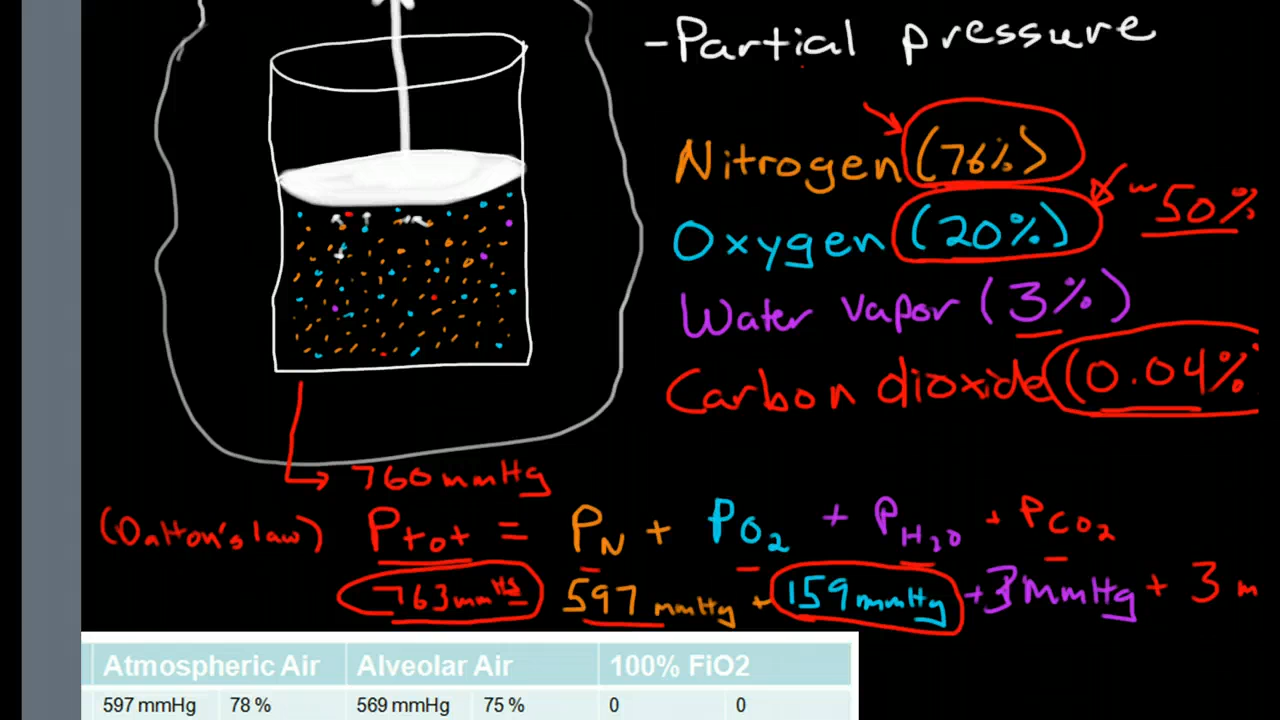 -Partial pressure
Nitrogen (76%)
~50%
Oxygen (20%)
Water vapor (3%)
Carbon dioxide (0.04%
760 mmHg
(Dalton's law) Ptot = PN + PO2 + PH2O + PCO2
763 mmHg 597 mmHg + 159 mmHg + 3 mmHg + 3 m
Atmospheric Air Alveolar Air 100% FiO2
597 mmHg 78 % 569 mmHg 75 % 0 0